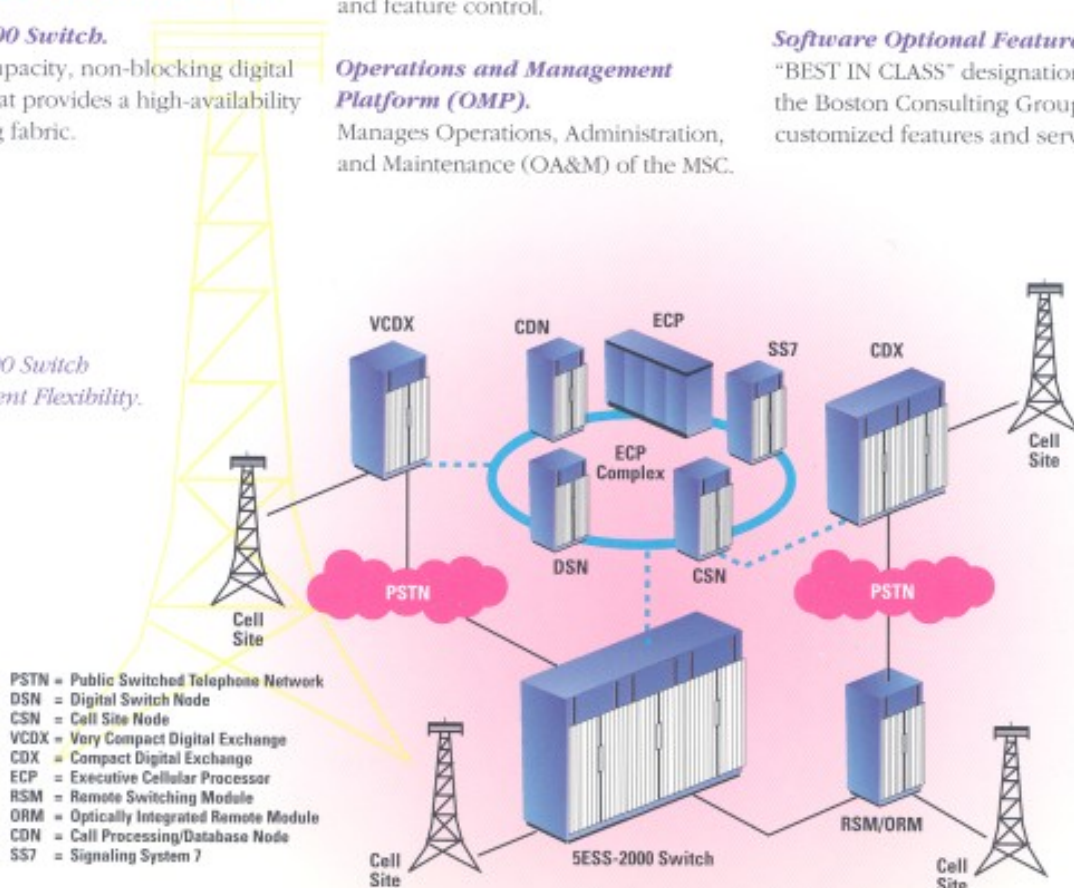 and feature control.
00 Switch.
apacity, non-blocking digital
at provides a high-availability
g fabric.
Operations and Management
Platform (OMP).
Manages Operations, Administration,
and Maintenance (OA&M) of the MSC.
Software Optional Feature
"BEST IN CLASS" designation
the Boston Consulting Group
customized features and serv
00 Switch
ent Flexibility.
VCDX
CDN
ECP
SS7
CDX
ECP
Complex
DSN
CSN
Cell
Site
Cell
Site
PSTN
PSTN
PSTN = Public Switched Telephone Network
DSN = Digital Switch Node
CSN = Cell Site Node
VCDX = Very Compact Digital Exchange
CDX = Compact Digital Exchange
ECP = Executive Cellular Processor
RSM = Remote Switching Module
ORM = Optically Integrated Remote Module
CDN = Call Processing/Database Node
SS7 = Signaling System 7
Cell
Site
5ESS-2000 Switch
RSM/ORM
Cell
Site